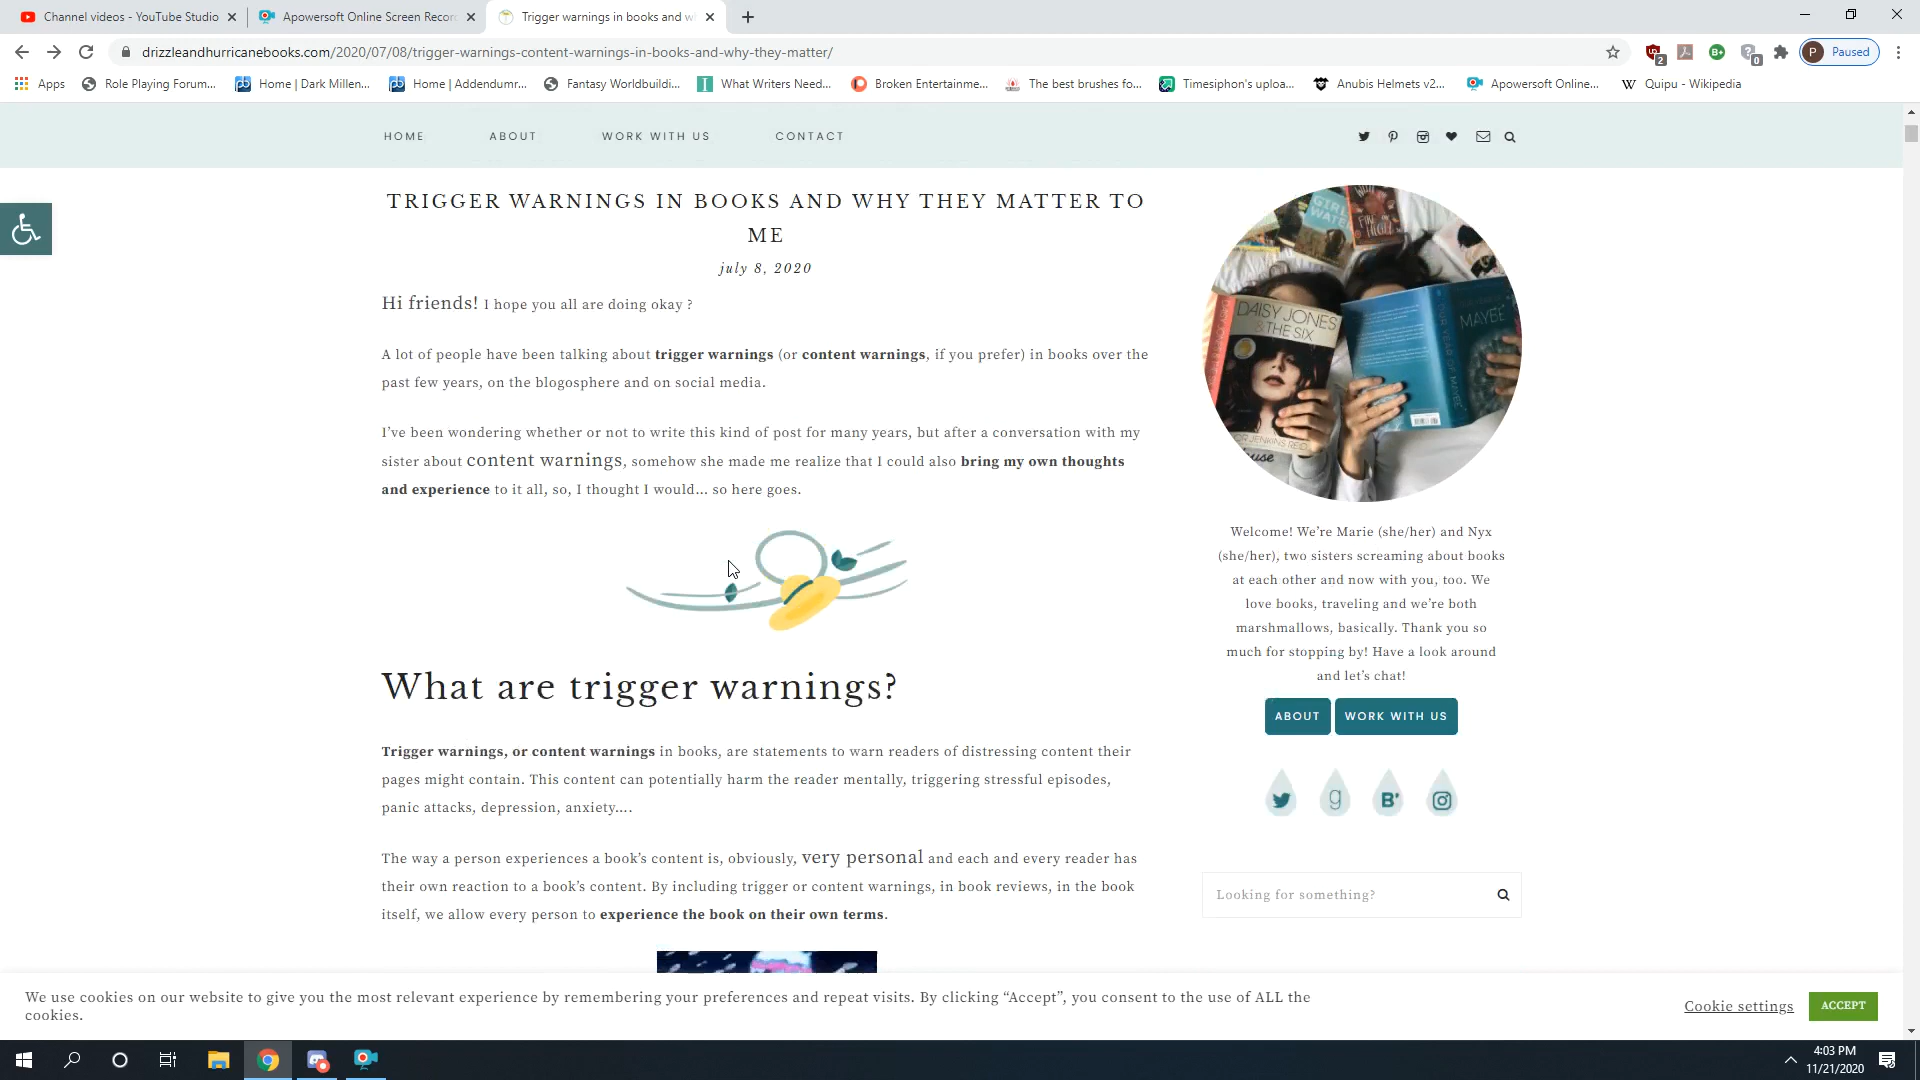 Channel videos - YouTube Studio
Apowersoft Online Screen Recor
Trigger warnings in books and w
drizzleandhurricanebooks.com/2020/07/08/trigger-warnings-content-warnings-in-books-and-why-they-matter/
2
0
P Paused
Apps
Role Playing Forum...
Home | Dark Millen...
Home | Addendumr...
Fantasy Worldbuildi...
What Writers Need...
Broken Entertainme...
The best brushes fo...
Timesiphon's uploa...
Anubis Helmets v2...
Apowersoft Online...
Quipu - Wikipedia
HOME ABOUT WORK WITH US CONTACT
TRIGGER WARNINGS IN BOOKS AND WHY THEY MATTER TO
ME
july 8, 2020
Hi friends! I hope you all are doing okay ?
A lot of people have been talking about trigger warnings (or content warnings, if you prefer) in books over the
past few years, on the blogosphere and on social media.
I've been wondering whether or not to write this kind of post for many years, but after a conversation with my
sister about content warnings, somehow she made me realize that I could also bring my own thoughts
and experience to it all, so, I thought I would... so here goes.
What are trigger warnings?
Trigger warnings, or content warnings in books, are statements to warn readers of distressing content their
pages might contain. This content can potentially harm the reader mentally, triggering stressful episodes,
panic attacks, depression, anxiety....
The way a person experiences a book's content is, obviously, very personal and each and every reader has
their own reaction to a book's content. By including trigger or content warnings, in book reviews, in the book
itself, we allow every person to experience the book on their own terms.
DAISY JONES
& THE SIX
JENKINS REID
MAYBE
Welcome! We're Marie (she/her) and Nyx
(she/her), two sisters screaming about books
at each other and now with you, too. We
love books, traveling and we're both
marshmallows, basically. Thank you so
much for stopping by! Have a look around
and let's chat!
ABOUT WORK WITH US
Looking for something?
We use cookies on our website to give you the most relevant experience by remembering your preferences and repeat visits. By clicking “Accept”, you consent to the use of ALL the
cookies.
Cookie settings
ACCEPT
4:03 PM
11/21/2020